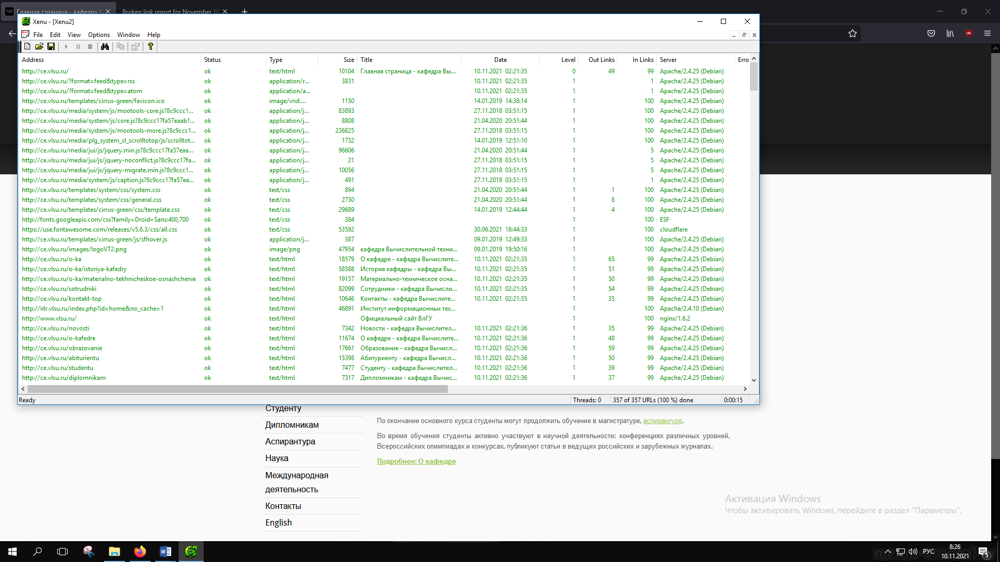 Главная страница - кафедра В
Broken link report for November 10
Xenu - [Xenu2]
File Edit View Options Window Help
Address Status Type Size Title Date Level Out Links In Links Server Erro
http://ce.vlsu.ru/ ok text/html 10104 Главная страница - кафедра Вы... 10.11.2021 02:21:35 0 49 99 Apache/2.4.25 (Debian)
http://ce.vlsu.ru/?format=feed&type=rss ok application/r... 3831 10.11.2021 02:21:35 1 1 Apache/2.4.25 (Debian)
http://ce.vlsu.ru/?format=feed&type=atom ok application/a... 10.11.2021 02:21:35 1 1 Apache/2.4.25 (Debian)
http://ce.vlsu.ru/templates/cirrus-green/favicon.ico ok image/vnd.... 1150 14.01.2019 14:38:14 1 100 Apache/2.4.25 (Debian)
http://ce.vlsu.ru/media/system/js/mootools-core.js?8c9ccc1... ok application/j... 83893 27.11.2018 03:51:15 1 100 Apache/2.4.25 (Debian)
http://ce.vlsu.ru/media/system/js/core.js?8c9ccc17fa57eaab1... ok application/j... 8808 21.04.2020 20:51:44 1 100 Apache/2.4.25 (Debian)
http://ce.vlsu.ru/media/system/js/mootools-more.js?8c9ccc1... ok application/j... 236825 27.11.2018 03:51:15 1 100 Apache/2.4.25 (Debian)
http://ce.vlsu.ru/media/plg_system_sl_scrolltotop/js/scrolltot... ok application/j... 1732 14.01.2019 12:51:10 1 100 Apache/2.4.25 (Debian)
http://ce.vlsu.ru/media/jui/js/jquery.min.js?8c9ccc17fa57eaa... ok application/j... 96606 21.04.2020 20:51:44 1 5 Apache/2.4.25 (Debian)
http://ce.vlsu.ru/media/jui/js/jquery-noconflict.js?8c9ccc17fa... ok application/j... 21 27.11.2018 03:51:15 1 5 Apache/2.4.25 (Debian)
http://ce.vlsu.ru/media/jui/js/jquery-migrate.min.js?8c9ccc1... ok application/j... 10056 27.11.2018 03:51:15 1 5 Apache/2.4.25 (Debian)
http://ce.vlsu.ru/media/system/js/caption.js?8c9ccc17fa57ea... ok application/j... 491 27.11.2018 03:51:15 1 1 Apache/2.4.25 (Debian)
http://ce.vlsu.ru/templates/system/css/system.css ok text/css 894 21.04.2020 20:51:44 1 1 100 Apache/2.4.25 (Debian)
http://ce.vlsu.ru/templates/system/css/general.css ok text/css 2730 21.04.2020 20:51:44 1 8 100 Apache/2.4.25 (Debian)
http://ce.vlsu.ru/templates/cirrus-green/css/template.css ok text/css 29689 14.01.2019 12:44:44 1 4 100 Apache/2.4.25 (Debian)
http://fonts.googleapis.com/css?family=Droid+Sans:400,700 ok text/css 384 1 100 ESF
https://use.fontawesome.com/releases/v5.6.3/css/all.css ok text/css 53592 30.06.2021 18:44:33 1 100 cloudflare
http://ce.vlsu.ru/templates/cirrus-green/js/sfhover.js ok application/j... 387 09.01.2019 12:49:33 1 100 Apache/2.4.25 (Debian)
http://ce.vlsu.ru/images/logoVT2.png ok image/png 47954 кафедра Вычислительной техни... 09.01.2019 19:50:16 1 100 Apache/2.4.25 (Debian)
http://ce.vlsu.ru/o-ka ok text/html 18579 О кафедре - кафедра Вычислите... 10.11.2021 02:21:35 1 65 99 Apache/2.4.25 (Debian)
http://ce.vlsu.ru/o-ka/istoriya-kafedry ok text/html 58588 История кафедры - кафедра Вы... 10.11.2021 02:21:35 1 51 99 Apache/2.4.25 (Debian)
http://ce.vlsu.ru/o-ka/materialno-tekhnicheskoe-osnashchenie ok text/html 19157 Материально-техническое осна... 10.11.2021 02:21:35 1 50 99 Apache/2.4.25 (Debian)
http://ce.vlsu.ru/sotrudniki ok text/html 82099 Сотрудники - кафедра Вычисли... 10.11.2021 02:21:35 1 54 99 Apache/2.4.25 (Debian)
http://ce.vlsu.ru/kontakt-top ok text/html 10646 Контакты - кафедра Вычислите... 10.11.2021 02:21:35 1 35 99 Apache/2.4.25 (Debian)
http://iitr.vlsu.ru/index.php?id=home&no_cache=1 ok text/html 46891 Институт информационных тех... 1 100 Apache/2.4.10 (Debian)
http://www.vlsu.ru/ ok text/html Официальный сайт ВлГУ 1 100 nginx/1.6.2
http://ce.vlsu.ru/novosti ok text/html 7342 Новости - кафедра Вычислител... 10.11.2021 02:21:36 1 35 99 Apache/2.4.25 (Debian)
http://ce.vlsu.ru/o-kafedre ok text/html 11674 О кафедре - кафедра Вычислите... 10.11.2021 02:21:36 1 48 99 Apache/2.4.25 (Debian)
http://ce.vlsu.ru/obrazovanie ok text/html 17661 Образование - кафедра Вычисл... 10.11.2021 02:21:36 1 59 99 Apache/2.4.25 (Debian)
http://ce.vlsu.ru/abiturientu ok text/html 15398 Абитуриенту - кафедра Вычисл... 10.11.2021 02:21:36 1 50 99 Apache/2.4.25 (Debian)
http://ce.vlsu.ru/studentu ok text/html 7477 Студенту - кафедра Вычислител... 10.11.2021 02:21:36 1 39 99 Apache/2.4.25 (Debian)
http://ce.vlsu.ru/diplomnikam ok text/html 7317 Дипломникам - кафедра Вычис... 10.11.2021 02:21:36 1 37 99 Apache/2.4.25 (Debian)
Ready Threads: 0 357 of 357 URLs (100 %) done 0:00:15
Студенту
Дипломникам
Аспирантура
Наука
Международная
деятельность
Контакты
English
По окончании основного курса студенты могут продолжить обучение в магистратуре, аспирантуре.
Во время обучения студенты активно участвуют в научной деятельности: конференциях различных уровней,
Всероссийских олимпиадах и конкурсах, публикуют статьи в ведущих российских и зарубежных журналах.
Подробнее: О кафедре
Активация Windows
Чтобы активировать Windows, перейдите в раздел "Параметры".
РУС
8:26
10.11.2021
5